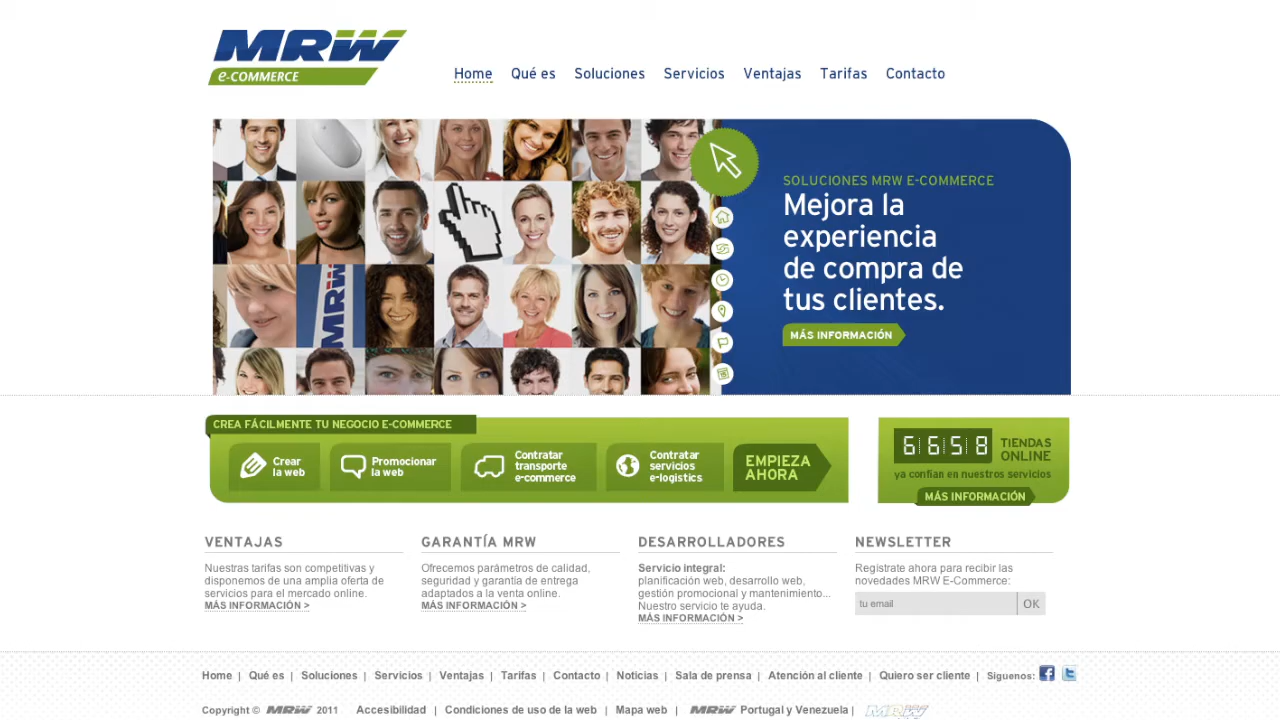 MRW
e-COMMERCE
Home Qué es Soluciones Servicios Ventajas Tarifas Contacto
MRW
SOLUCIONES MRW E-COMMERCE
Mejora la
experiencia
de compra de
tus clientes.
MÁS INFORMACIÓN
CREA FÁCILMENTE TU NEGOCIO E-COMMERCE
Crear
la web
Promocionar
la web
Contratar
transporte
e-commerce
Contratar
servicios
e-logistics
EMPIEZA
AHORA
6658 TIENDAS
ONLINE
ya confían en nuestros servicios
MÁS INFORMACIÓN
VENTAJAS
Nuestras tarifas son competitivas y
disponemos de una amplia oferta de
servicios para el mercado online.
MÁS INFORMACIÓN >
GARANTÍA MRW
Ofrecemos parámetros de calidad,
seguridad y garantía de entrega
adaptados a la venta online.
MÁS INFORMACIÓN >
DESARROLLADORES
Servicio integral:
planificación web, desarrollo web,
gestión promocional y mantenimiento...
Nuestro servicio te ayuda.
MÁS INFORMACIÓN >
NEWSLETTER
Registrate ahora para recibir las
novedades MRW E-Commerce:
tu email OK
Home | Qué es | Soluciones | Servicios | Ventajas | Tarifas | Contacto | Noticias | Sala de prensa | Atención al cliente | Quiero ser cliente | Síguenos:
Copyright © MRW 2011 Accesibilidad | Condiciones de uso de la web | Mapa web | MRW Portugal y Venezuela | MRW